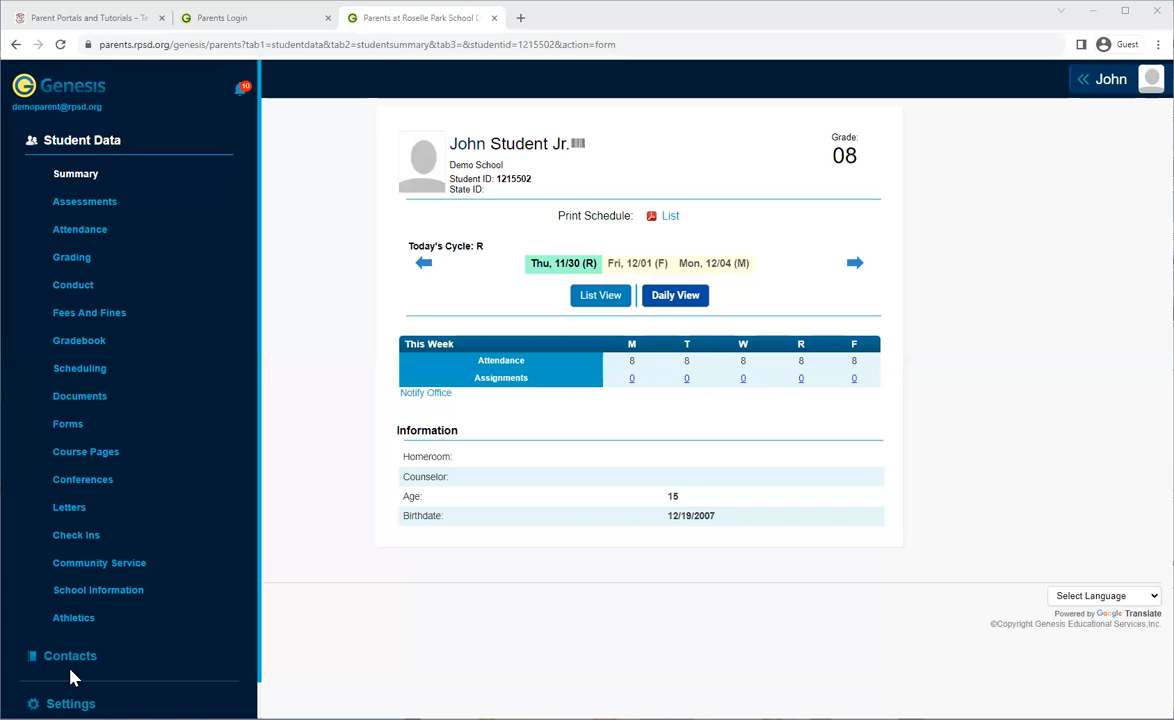 Parent Portals and Tutorials – Te
Parents Login
Parents at Roselle Park School D
parents.rpsd.org/genesis/parents?tab1=studentdata&tab2=studentsummary&tab3=&studentid=1215502&action=form
Guest
Genesis
10
demoparent@rpsd.org
John
Student Data
Summary
Assessments
Attendance
Grading
Conduct
Fees And Fines
Gradebook
Scheduling
Documents
Forms
Course Pages
Conferences
Letters
Check Ins
Community Service
School Information
Athletics
Contacts
Settings
John Student Jr.
Demo School
Student ID: 1215502
State ID:
Grade:
08
Print Schedule: List
Today's Cycle: R
Thu, 11/30 (R) Fri, 12/01 (F) Mon, 12/04 (M)
List View Daily View
This Week M T W R F
Attendance 8 8 8 8 8
Assignments 0 0 0 0 0
Notify Office
Information
Homeroom:
Counselor:
Age: 15
Birthdate: 12/19/2007
Select Language
Powered by Google Translate
©Copyright Genesis Educational Services,Inc.